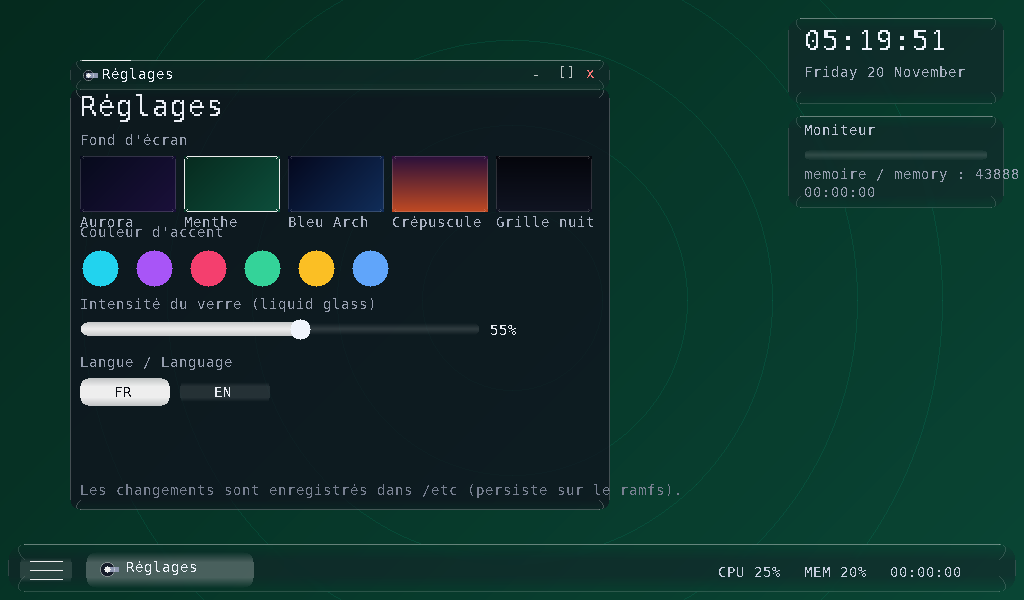 05:19:51
Friday 20 November
Réglages
- [] x
Réglages
Moniteur
Fond d'écran
memoire / memory : 43888
00:00:00
Aurora Menthe Bleu Arch Crépuscule Grille nuit
Couleur d'accent
Intensité du verre (liquid glass)
55%
Langue / Language
FR EN
Les changements sont enregistrés dans /etc (persiste sur le ramfs).
Réglages
CPU 25% MEM 20% 00:00:00